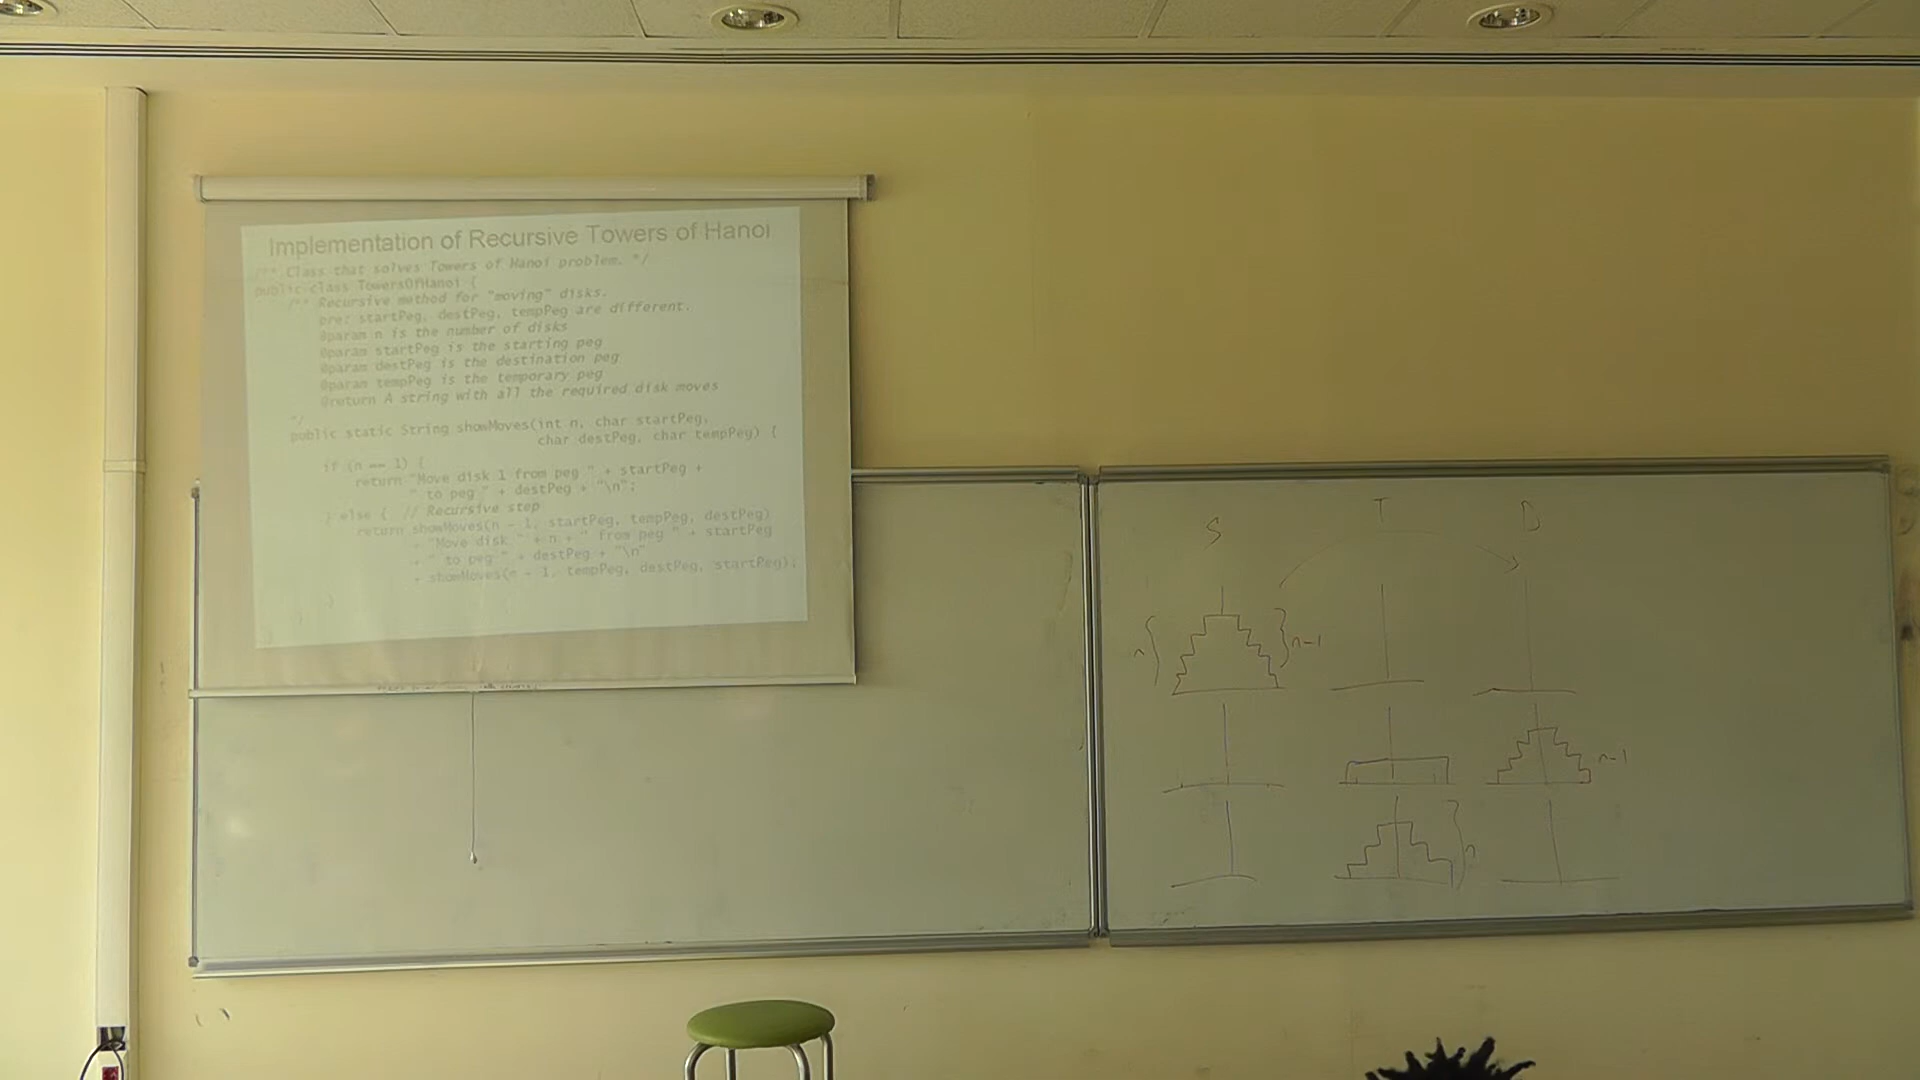 Implementation of Recursive Towers of Hanoi
/** Class that solves Towers of Hanoi problem. */
public class TowersOfHanoi {
/** Recursive method for "moving" disks.
pre: startPeg, destPeg, tempPeg are different.
@param n is the number of disks
@param startPeg is the starting peg
@param destPeg is the destination peg
@param tempPeg is the temporary peg
@return A string with all the required disk moves
*/
public static String showMoves(int n, char startPeg,
char destPeg, char tempPeg) {
if (n == 1) {
return "Move disk 1 from peg " + startPeg +
" to peg " + destPeg + "\n";
} else { // Recursive step
return showMoves(n - 1, startPeg, tempPeg, destPeg)
+ "Move disk " + n + " from peg " + startPeg
+ " to peg " + destPeg + "\n"
+ showMoves(n - 1, tempPeg, destPeg, startPeg);
}
S T D
n n-1
n-1
n